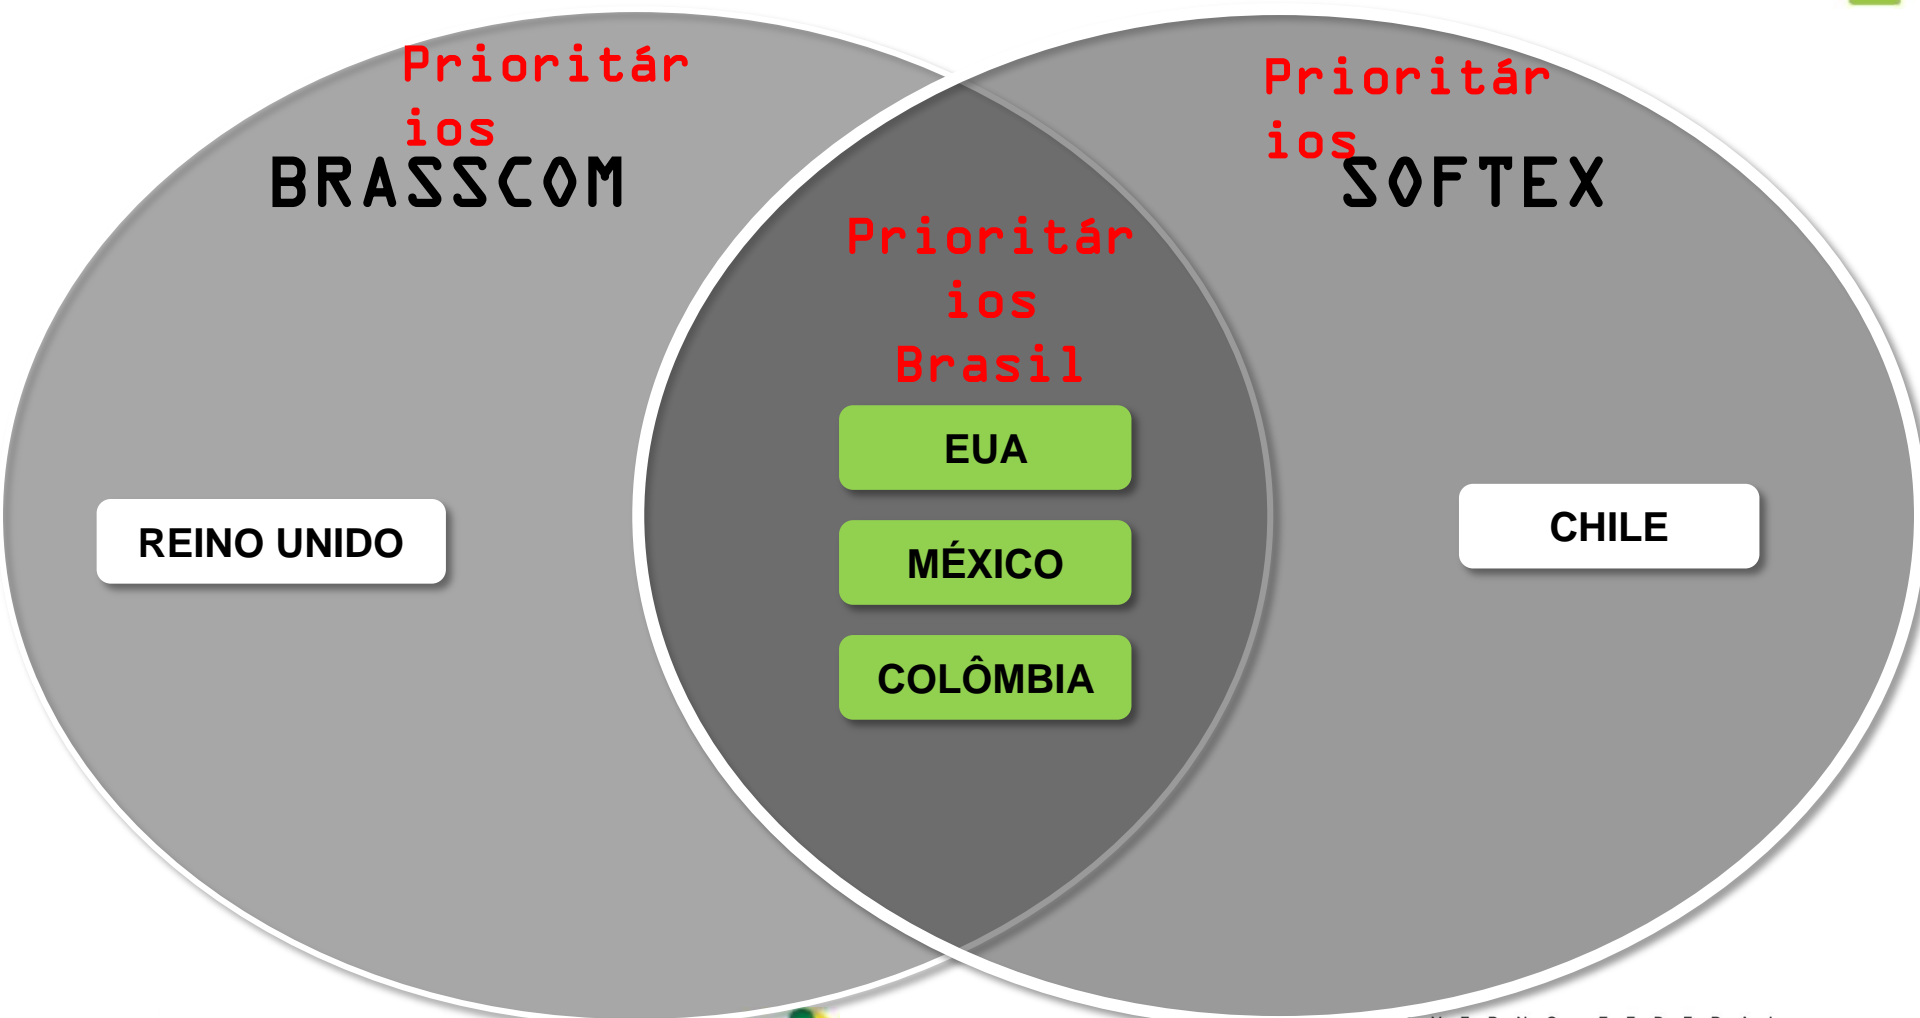 Prioritár
ios
BRASSCOM
Prioritár
ios
SOFTEX
Prioritár
ios
Brasil
EUA
MÉXICO
COLÔMBIA
REINO UNIDO
CHILE